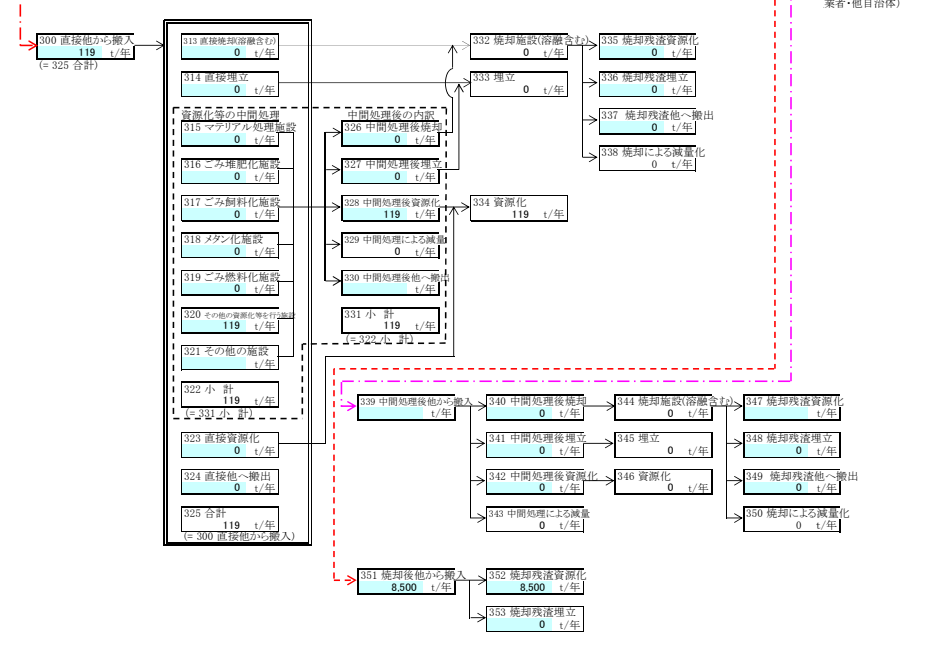 業者・他自治体）
300 直接他から搬入
119 t/年
(= 325 合計)
313 直接焼却(溶融含む)
0 t/年
314 直接埋立
0 t/年
資源化等の中間処理
315 マテリアル処理施設
0 t/年
316 ごみ堆肥化施設
0 t/年
317 ごみ飼料化施設
0 t/年
318 メタン化施設
0 t/年
319 ごみ燃料化施設
0 t/年
320 その他の資源化等を行う施設
119 t/年
321 その他の施設
t/年
322 小 計
119 t/年
(= 331 小 計)
323 直接資源化
0 t/年
324 直接他へ搬出
0 t/年
325 合計
119 t/年
(= 300 直接他から搬入)
中間処理後の内訳
326 中間処理後焼却
0 t/年
327 中間処理後埋立
0 t/年
328 中間処理後資源化
119 t/年
329 中間処理による減量
0 t/年
330 中間処理後他へ搬出
t/年
331 小 計
119 t/年
(= 322 小 計)
332 焼却施設(溶融含む)
0 t/年
333 埋立
0 t/年
334 資源化
119 t/年
335 焼却残渣資源化
0 t/年
336 焼却残渣埋立
0 t/年
337 焼却残渣他へ搬出
0 t/年
338 焼却による減量化
0 t/年
339 中間処理後他から搬入
t/年
340 中間処理後焼却
0 t/年
341 中間処理後埋立
0 t/年
342 中間処理後資源化
0 t/年
343 中間処理による減量
0 t/年
344 焼却施設(溶融含む)
0 t/年
345 埋立
0 t/年
346 資源化
0 t/年
347 焼却残渣資源化
t/年
348 焼却残渣埋立
0 t/年
349 焼却残渣他へ搬出
0 t/年
350 焼却による減量化
0 t/年
351 焼却後他から搬入
8,500 t/年
352 焼却残渣資源化
8,500 t/年
353 焼却残渣埋立
0 t/年